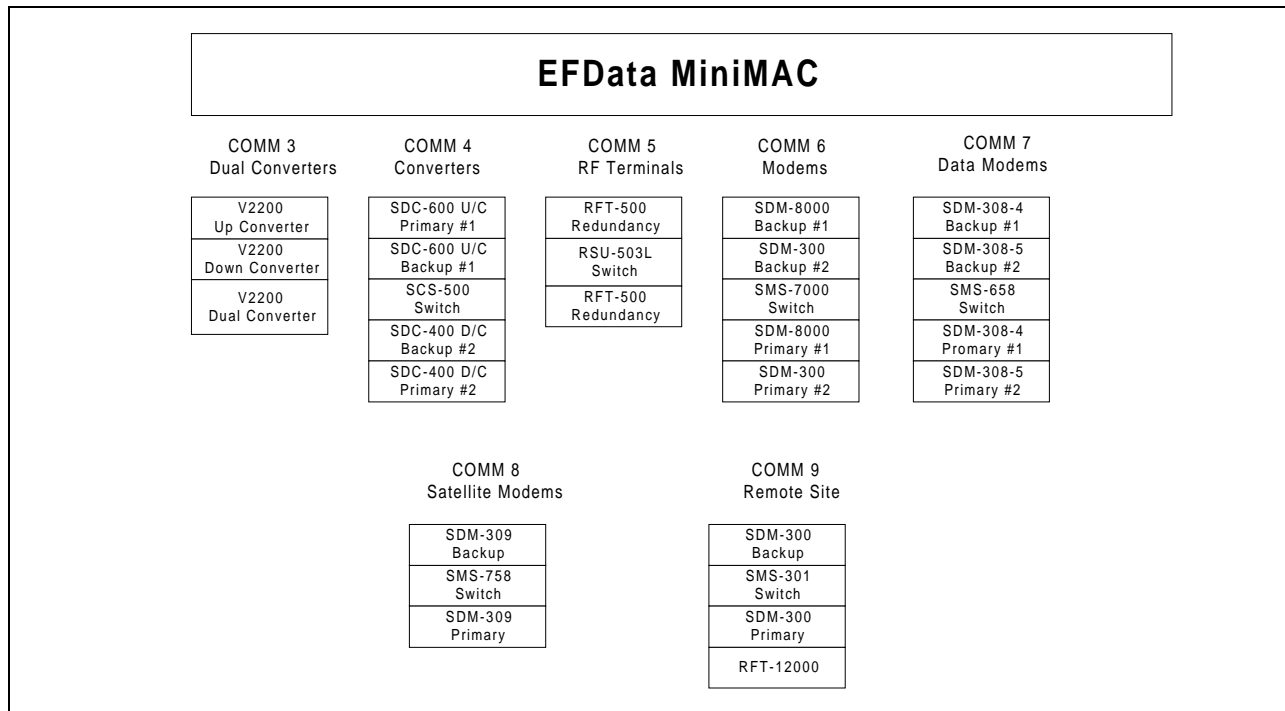 EFData MiniMAC
COMM 3
Dual Converters
V2200
Up Converter
V2200
Down Converter
V2200
Dual Converter
COMM 4
Converters
SDC-600 U/C
Primary #1
SDC-600 U/C
Backup #1
SCS-500
Switch
SDC-400 D/C
Backup #2
SDC-400 D/C
Primary #2
COMM 5
RF Terminals
RFT-500
Redundancy
RSU-503L
Switch
RFT-500
Redundancy
COMM 6
Modems
SDM-8000
Backup #1
SDM-300
Backup #2
SMS-7000
Switch
SDM-8000
Primary #1
SDM-300
Primary #2
COMM 7
Data Modems
SDM-308-4
Backup #1
SDM-308-5
Backup #2
SMS-658
Switch
SDM-308-4
Promary #1
SDM-308-5
Primary #2
COMM 8
Satellite Modems
SDM-309
Backup
SMS-758
Switch
SDM-309
Primary
COMM 9
Remote Site
SDM-300
Backup
SMS-301
Switch
SDM-300
Primary
RFT-12000